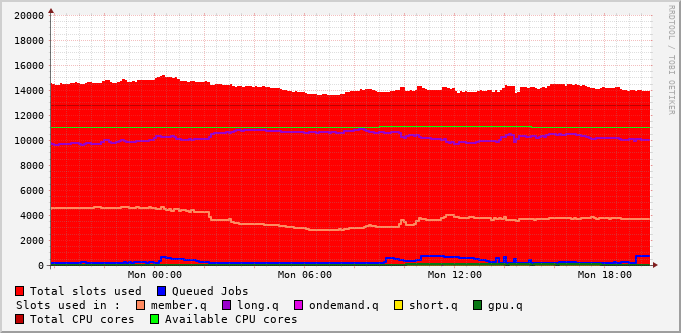 20000
18000
16000
14000
12000
10000
8000
6000
4000
2000
0
Mon 00:00 Mon 06:00 Mon 12:00 Mon 18:00
Total slots used Queued Jobs
Slots used in : member.q long.q ondemand.q short.q gpu.q
Total CPU cores Available CPU cores
RRDTOOL / TOBI OETIKER